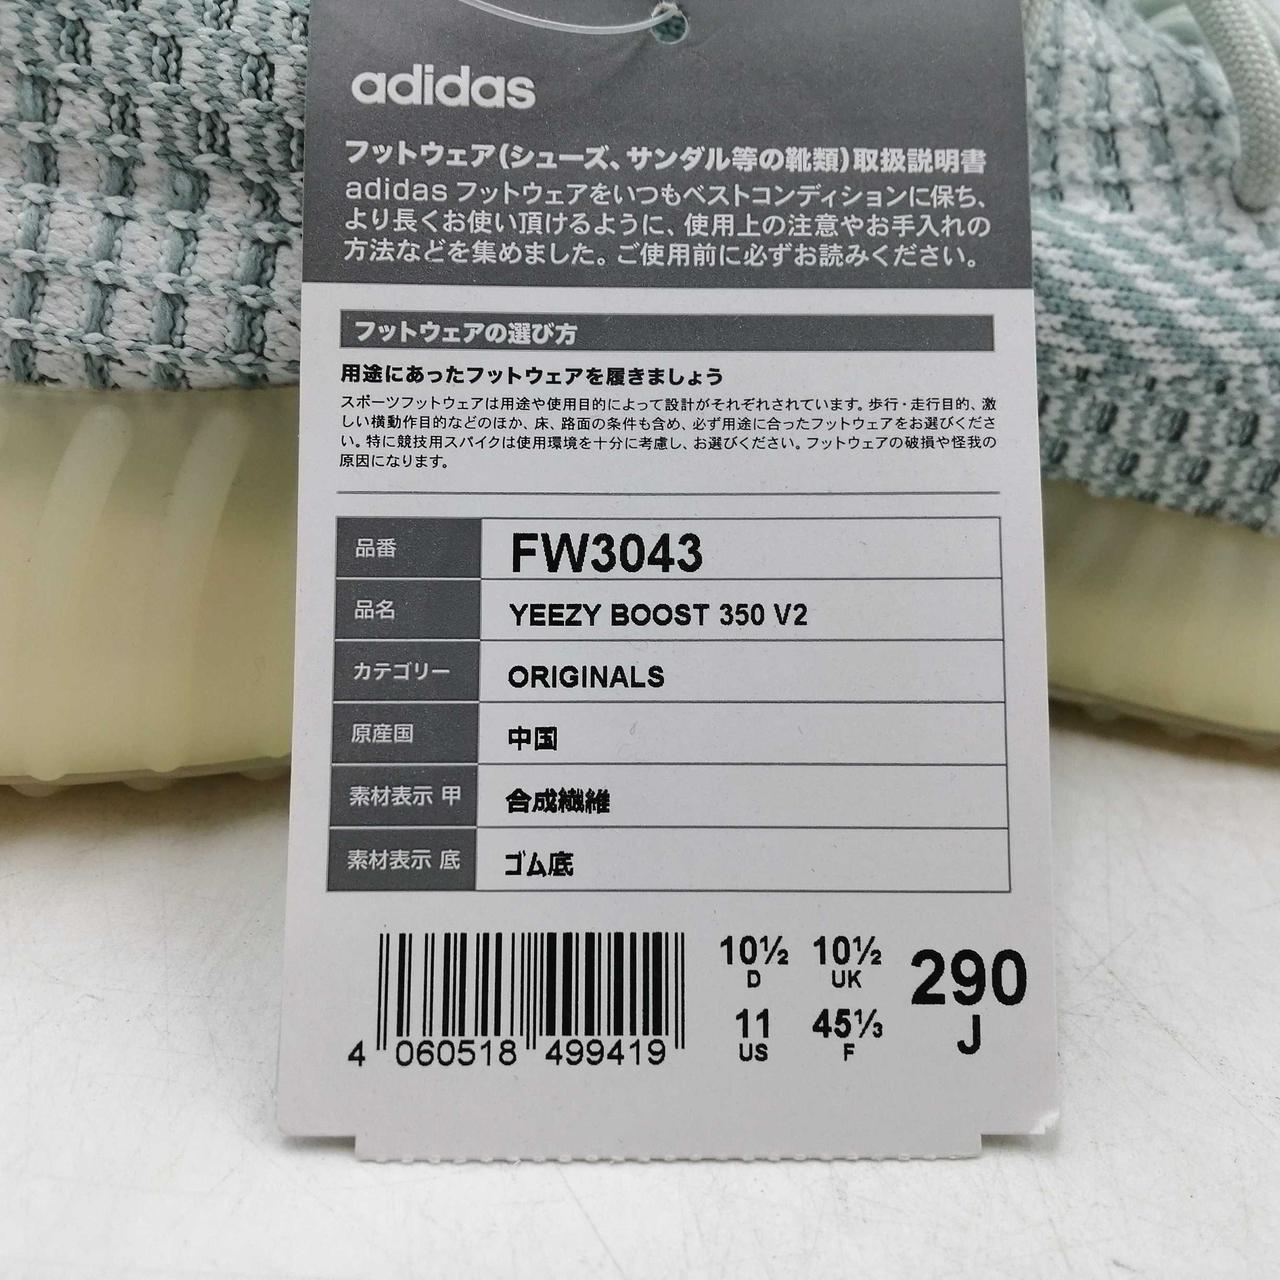 adidas
フットウェア(シューズ、サンダル等の靴類)取扱説明書
adidas フットウェアをいつもベストコンディションに保ち、
より長くお使い頂けるように、使用上の注意やお手入れの
方法などを集めました。ご使用前に必ずお読みください。
フットウェアの選び方
用途にあったフットウェアを履きましょう
スポーツフットウェアは用途や使用目的によって設計がそれぞれされています。歩行・走行目的、激
しい横動作目的などのほか、床、路面の条件も含め、必ず用途に合ったフットウェアをお選びくださ
い。特に競技用スパイクは使用環境を十分に考慮し、お選びください。フットウェアの破損や怪我の
原因になります。
品番 FW3043
品名 YEEZY BOOST 350 V2
カテゴリー ORIGINALS
原産国 中国
素材表示 甲 合成繊維
素材表示 底 ゴム底
10½ 10½ 290
D UK
11 45⅓ J
US F
4 060518 499419